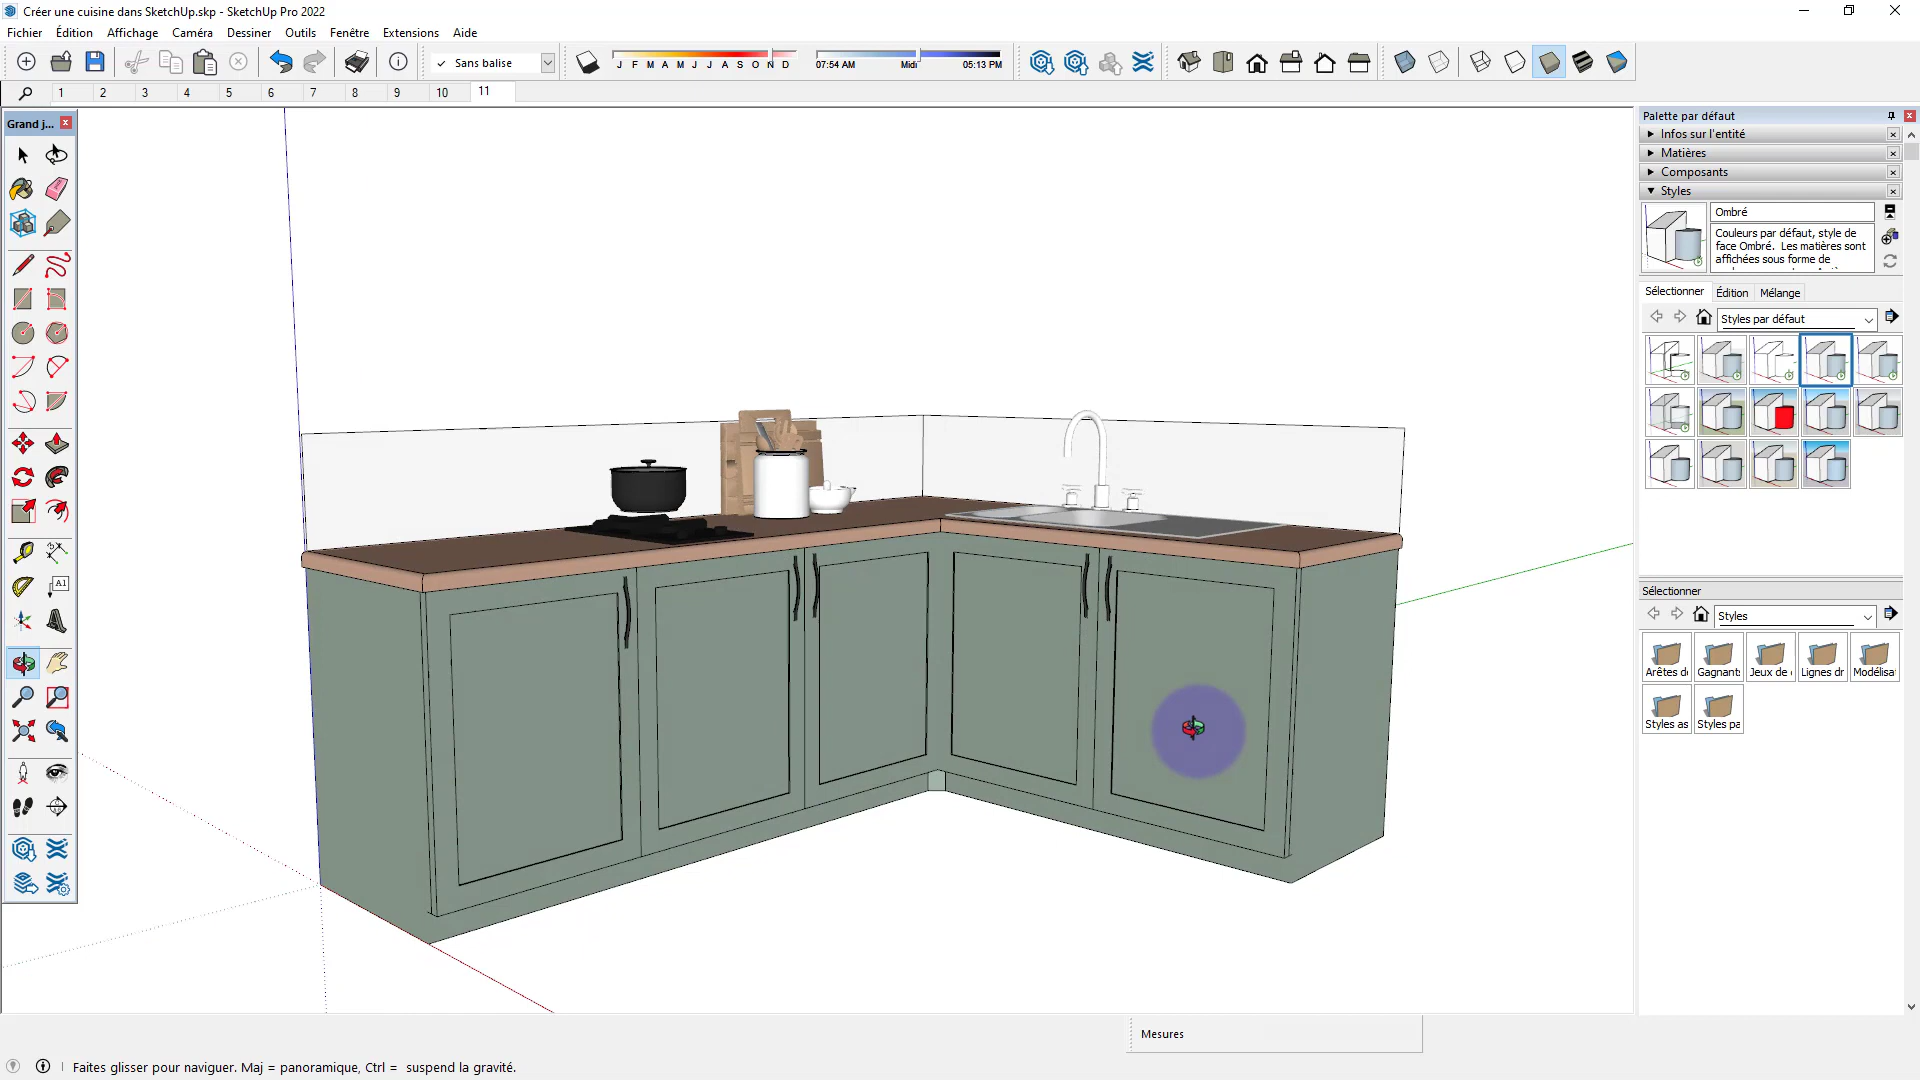 Créer une cuisine dans SketchUp.skp - SketchUp Pro 2022
Fichier Édition Affichage Caméra Dessiner Outils Fenêtre Extensions Aide
Sans balise
J F M A M J J A S O N D
07:54 AM Midi 05:13 PM
1 2 3 4 5 6 7 8 9 10 11
Grand j...
A1
Palette par défaut
Infos sur l'entité
Matières
Composants
Styles
Ombré
Couleurs par défaut, style de
face Ombré. Les matières sont
affichées sous forme de
Sélectionner Édition Mélange
Styles par défaut
Sélectionner
Styles
Arêtes d Gagnant Jeux de Lignes dr Modélisa
Styles as Styles pa
Mesures
Faites glisser pour naviguer. Maj = panoramique, Ctrl = suspend la gravité.